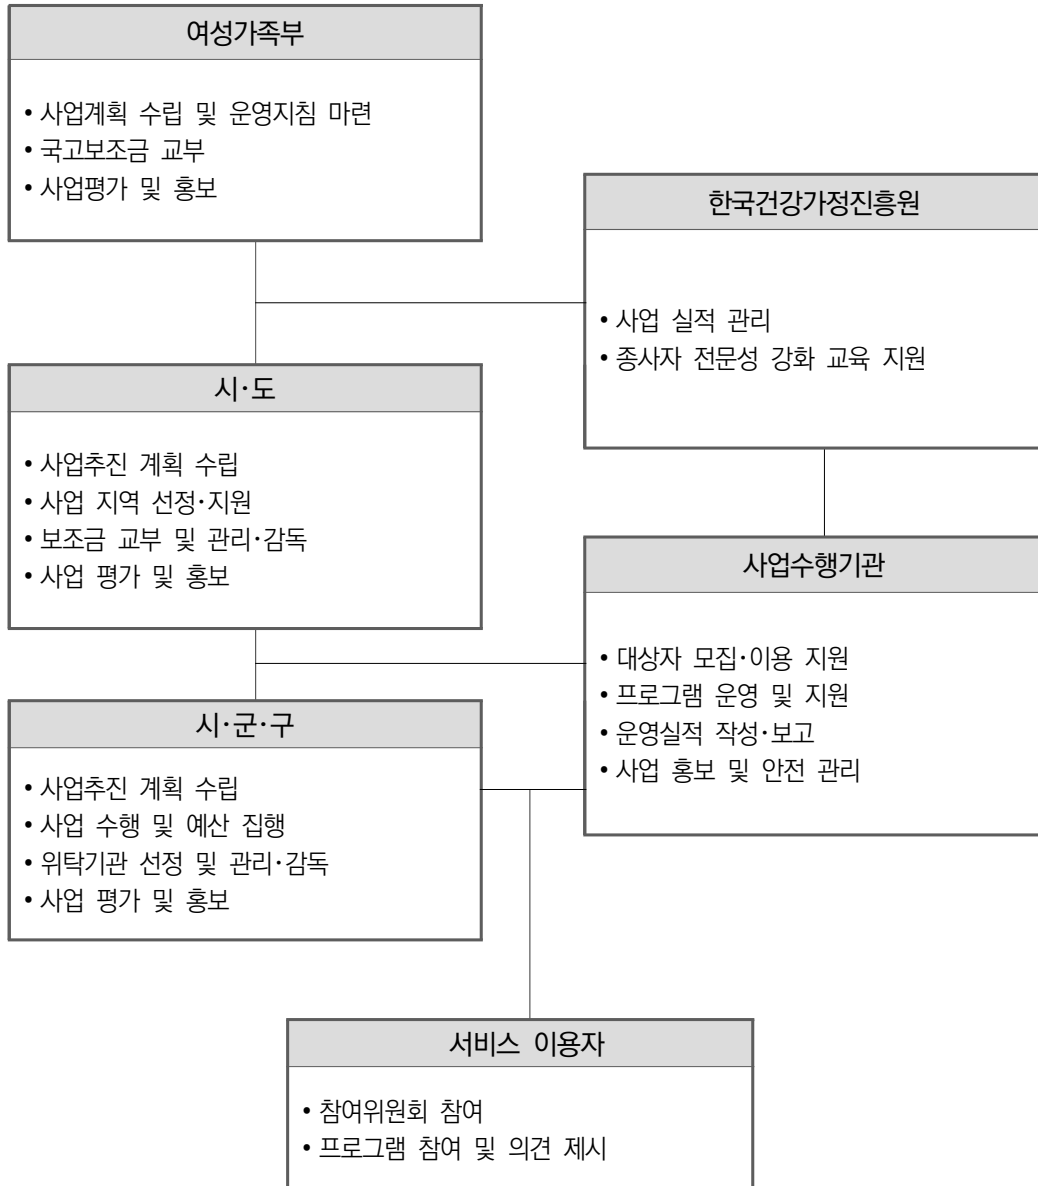 여성가족부
• 사업계획 수립 및 운영지침 마련
• 국고보조금 교부
• 사업평가 및 홍보
한국건강가정진흥원
• 사업 실적 관리
• 종사자 전문성 강화 교육 지원
시·도
• 사업추진 계획 수립
• 사업 지역 선정·지원
• 보조금 교부 및 관리·감독
• 사업 평가 및 홍보
사업수행기관
• 대상자 모집·이용 지원
• 프로그램 운영 및 지원
• 운영실적 작성·보고
• 사업 홍보 및 안전 관리
시·군·구
• 사업추진 계획 수립
• 사업 수행 및 예산 집행
• 위탁기관 선정 및 관리·감독
• 사업 평가 및 홍보
서비스 이용자
• 참여위원회 참여
• 프로그램 참여 및 의견 제시